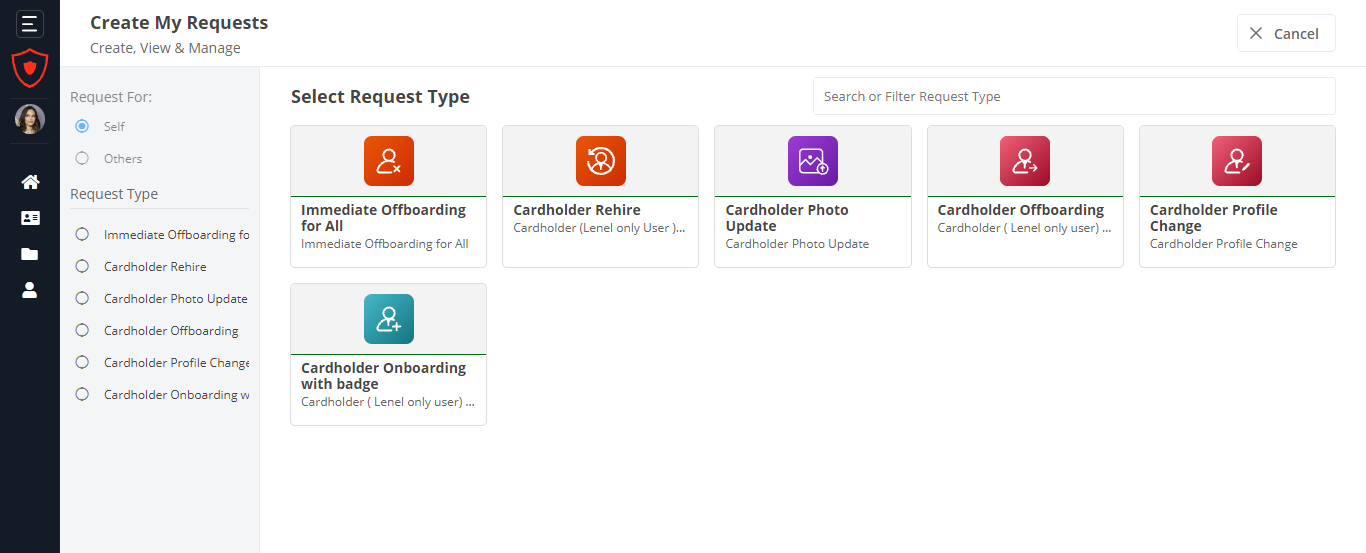 Create My Requests
Create, View & Manage
Cancel
Request For:
Self
Others
Request Type
Immediate Offboarding fo
Cardholder Rehire
Cardholder Photo Update
Cardholder Offboarding
Cardholder Profile Change
Cardholder Onboarding w
Select Request Type
Search or Filter Request Type
Immediate Offboarding
for All
Immediate Offboarding for All
Cardholder Rehire
Cardholder (Lenel only User )...
Cardholder Photo
Update
Cardholder Photo Update
Cardholder Offboarding
Cardholder ( Lenel only user) ...
Cardholder Profile
Change
Cardholder Profile Change
Cardholder Onboarding
with badge
Cardholder ( Lenel only user) ...